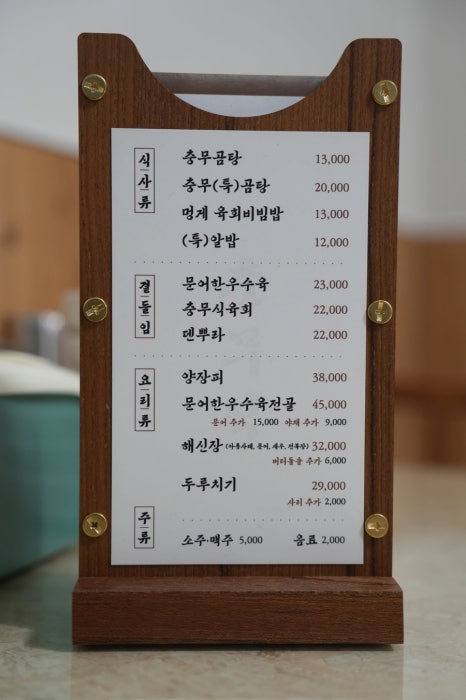 식사류
충무곰탕 13,000
충무(특)곰탕 20,000
멍게 육회비빔밥 13,000
(특)알밥 12,000
곁들임
문어한우수육 23,000
충무식육회 22,000
덴뿌라 22,000
요리류
양장피 38,000
문어한우수육전골 45,000
문어 추가 15,000 야채 추가 9,000
해신장 32,000
추가 6,000
두루치기 29,000
사리 추가 2,000
주류
소주·맥주 5,000 음료 2,000